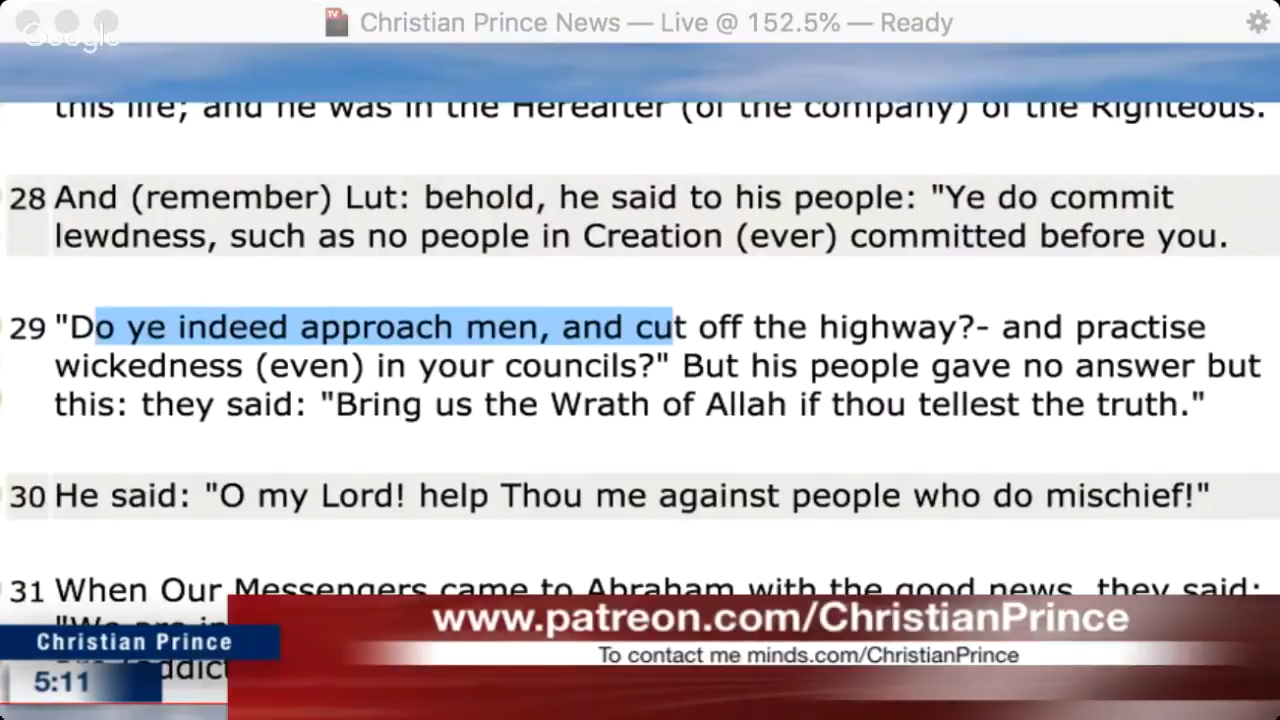 Christian Prince News — Live @ 152.5% — Ready
Google
this life; and he was in the Hereafter (of the company) of the Righteous.
28 And (remember) Lut: behold, he said to his people: "Ye do commit
lewdness, such as no people in Creation (ever) committed before you.
29 "Do ye indeed approach men, and cut off the highway?- and practise
wickedness (even) in your councils?" But his people gave no answer but
this: they said: "Bring us the Wrath of Allah if thou tellest the truth."
30 He said: "O my Lord! help Thou me against people who do mischief!"
31 When Our Messengers came to Abraham with the good news, they said:
"We are
www.patreon.com/ChristianPrince
Christian Prince
To contact me minds.com/ChristianPrince
5:11